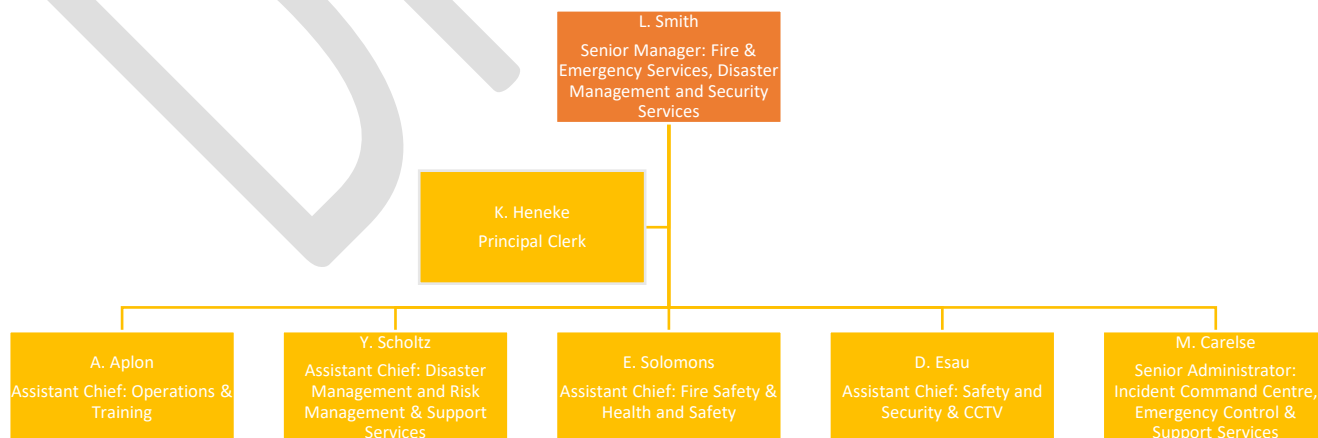 L. Smith
Senior Manager: Fire &
Emergency Services, Disaster
Management and Security
Services
K. Heneke
Principal Clerk
A. Aplon
Assistant Chief: Operations &
Training
Y. Scholtz
Assistant Chief: Disaster
Management and Risk
Management & Support
Services
E. Solomons
Assistant Chief: Fire Safety &
Health and Safety
D. Esau
Assistant Chief: Safety and
Security & CCTV
M. Carelse
Senior Administrator:
Incident Command Centre,
Emergency Control &
Support Services